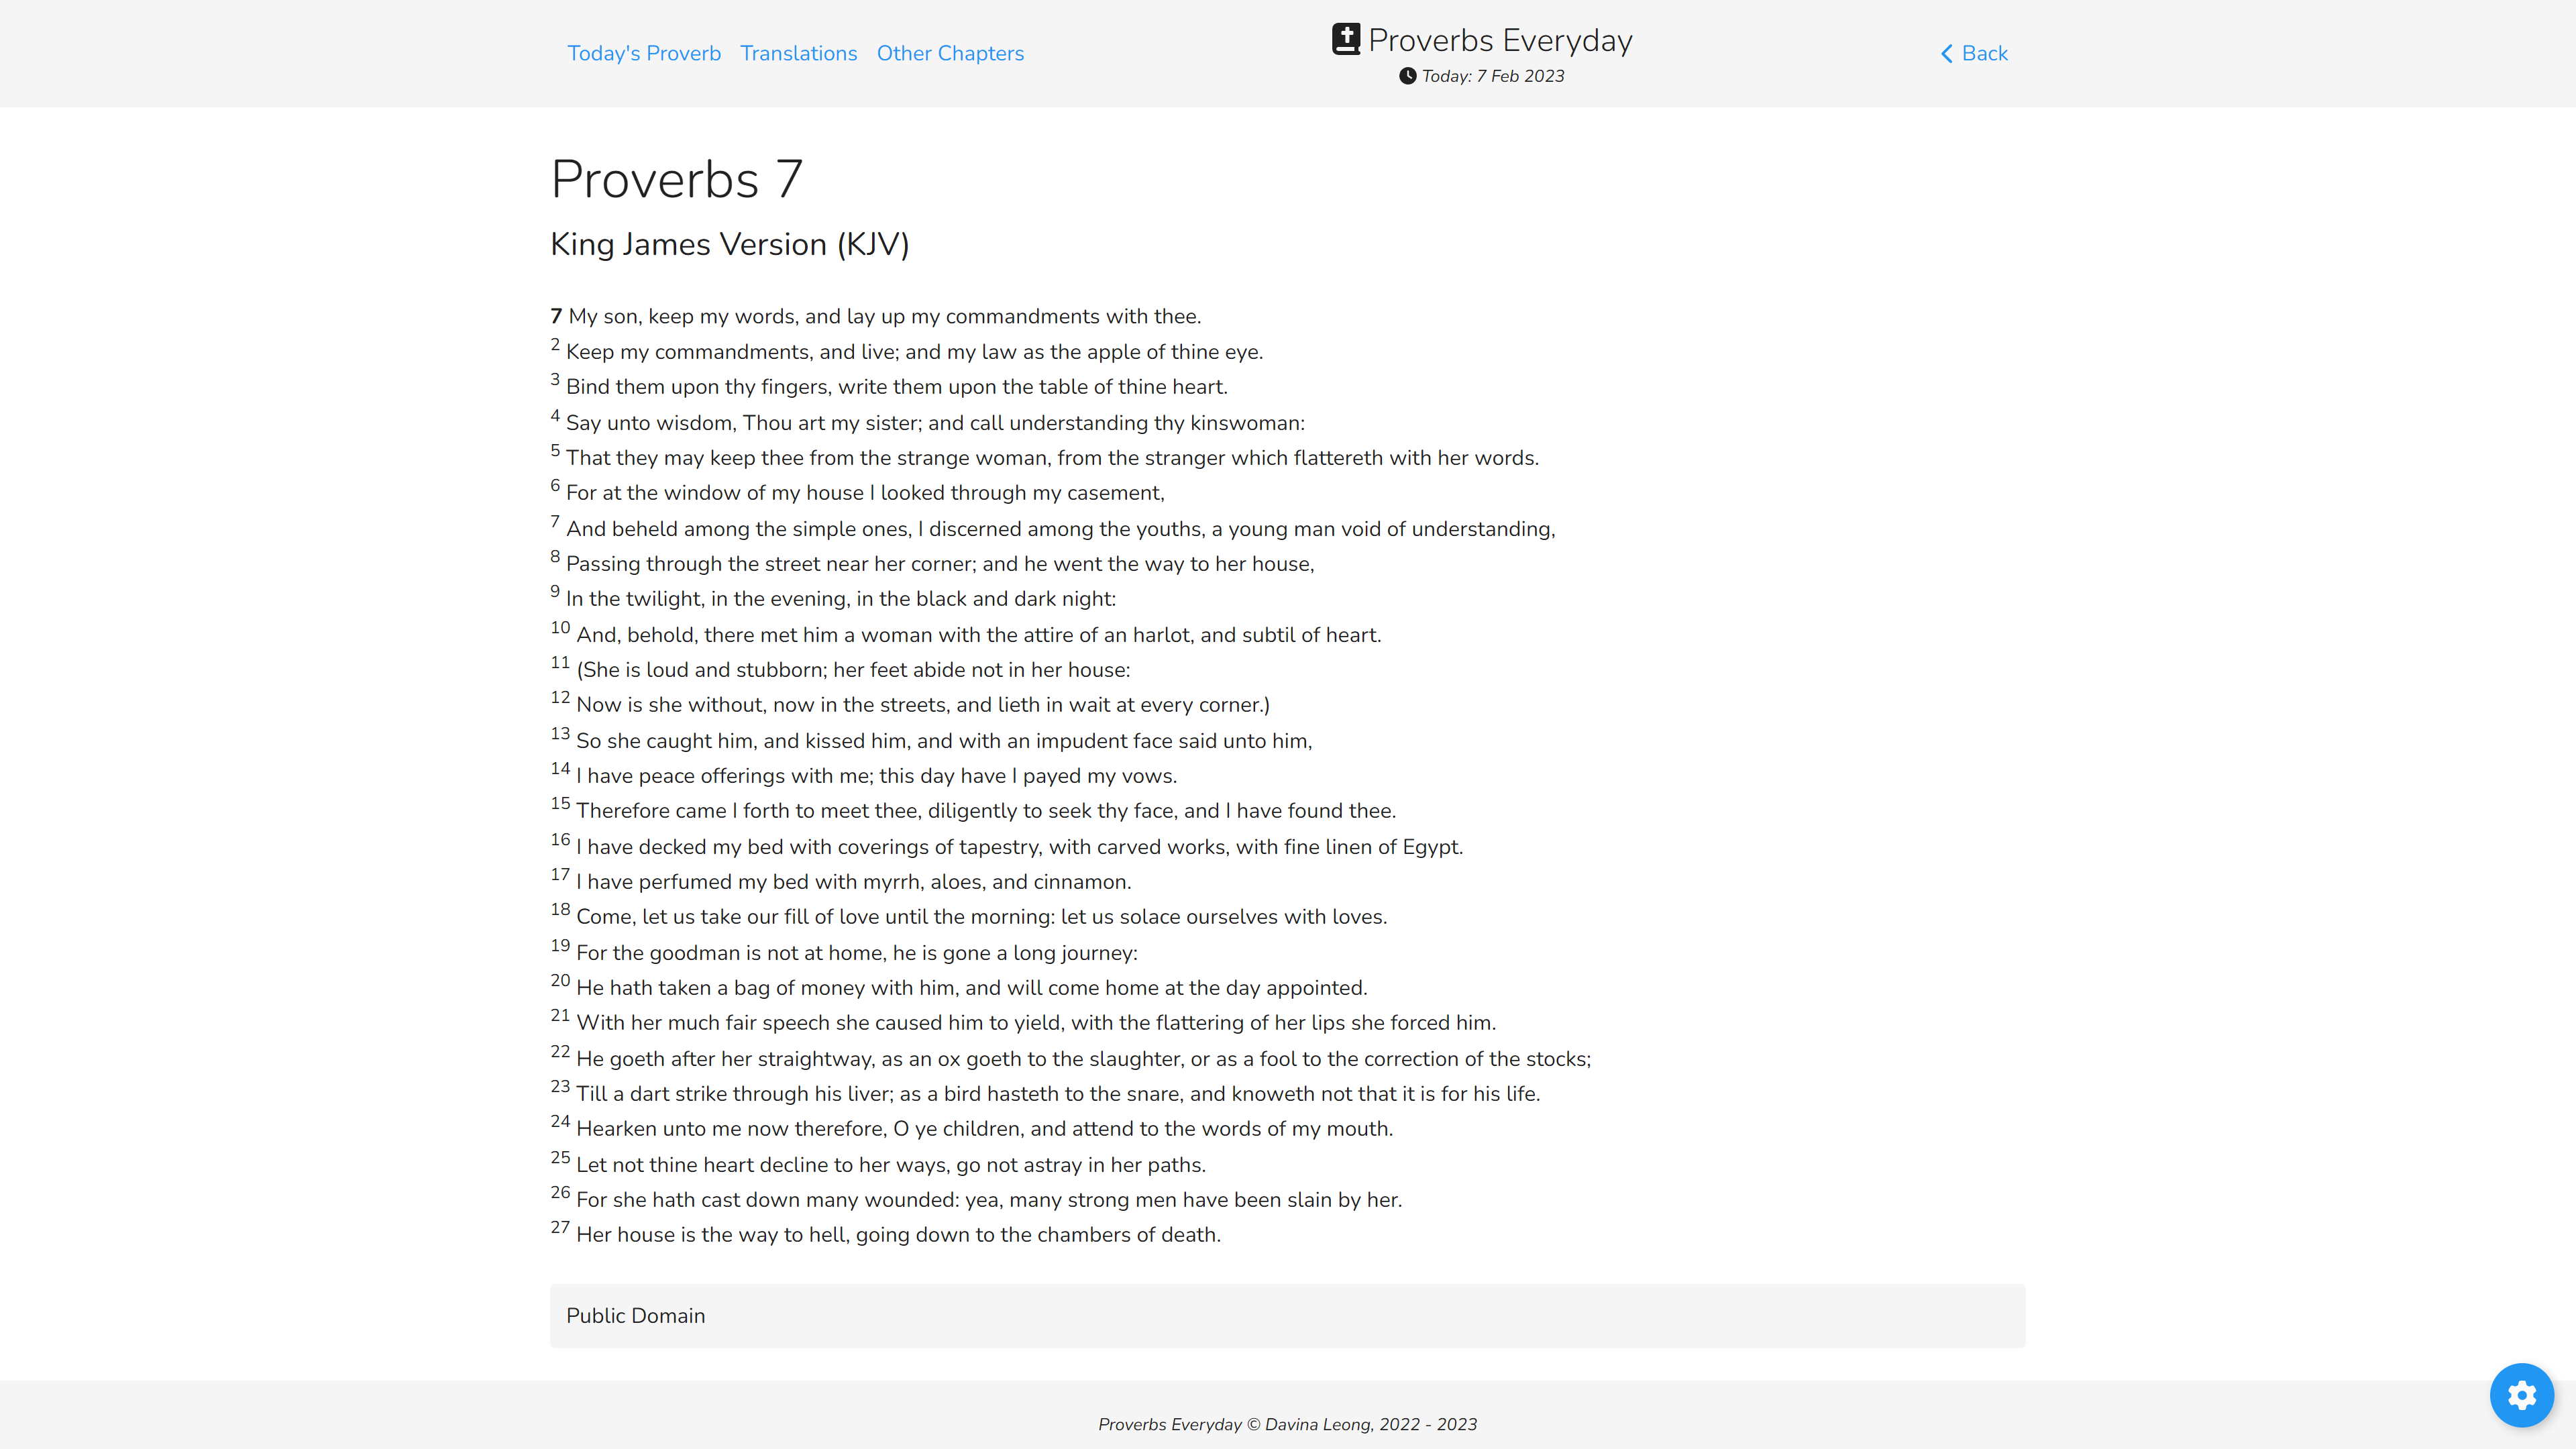 Today's Proverb Translations Other Chapters
Proverbs Everyday
Today: 7 Feb 2023
Back
Proverbs 7
King James Version (KJV)
7 My son, keep my words, and lay up my commandments with thee.
2 Keep my commandments, and live; and my law as the apple of thine eye.
3 Bind them upon thy fingers, write them upon the table of thine heart.
4 Say unto wisdom, Thou art my sister; and call understanding thy kinswoman:
5 That they may keep thee from the strange woman, from the stranger which flattereth with her words.
6 For at the window of my house I looked through my casement,
7 And beheld among the simple ones, I discerned among the youths, a young man void of understanding,
8 Passing through the street near her corner; and he went the way to her house,
9 In the twilight, in the evening, in the black and dark night:
10 And, behold, there met him a woman with the attire of an harlot, and subtil of heart.
11 (She is loud and stubborn; her feet abide not in her house:
12 Now is she without, now in the streets, and lieth in wait at every corner.)
13 So she caught him, and kissed him, and with an impudent face said unto him,
14 I have peace offerings with me; this day have I payed my vows.
15 Therefore came I forth to meet thee, diligently to seek thy face, and I have found thee.
16 I have decked my bed with coverings of tapestry, with carved works, with fine linen of Egypt.
17 I have perfumed my bed with myrrh, aloes, and cinnamon.
18 Come, let us take our fill of love until the morning: let us solace ourselves with loves.
19 For the goodman is not at home, he is gone a long journey:
20 He hath taken a bag of money with him, and will come home at the day appointed.
21 With her much fair speech she caused him to yield, with the flattering of her lips she forced him.
22 He goeth after her straightway, as an ox goeth to the slaughter, or as a fool to the correction of the stocks;
23 Till a dart strike through his liver; as a bird hasteth to the snare, and knoweth not that it is for his life.
24 Hearken unto me now therefore, O ye children, and attend to the words of my mouth.
25 Let not thine heart decline to her ways, go not astray in her paths.
26 For she hath cast down many wounded: yea, many strong men have been slain by her.
27 Her house is the way to hell, going down to the chambers of death.
Public Domain
Proverbs Everyday © Davina Leong, 2022 - 2023